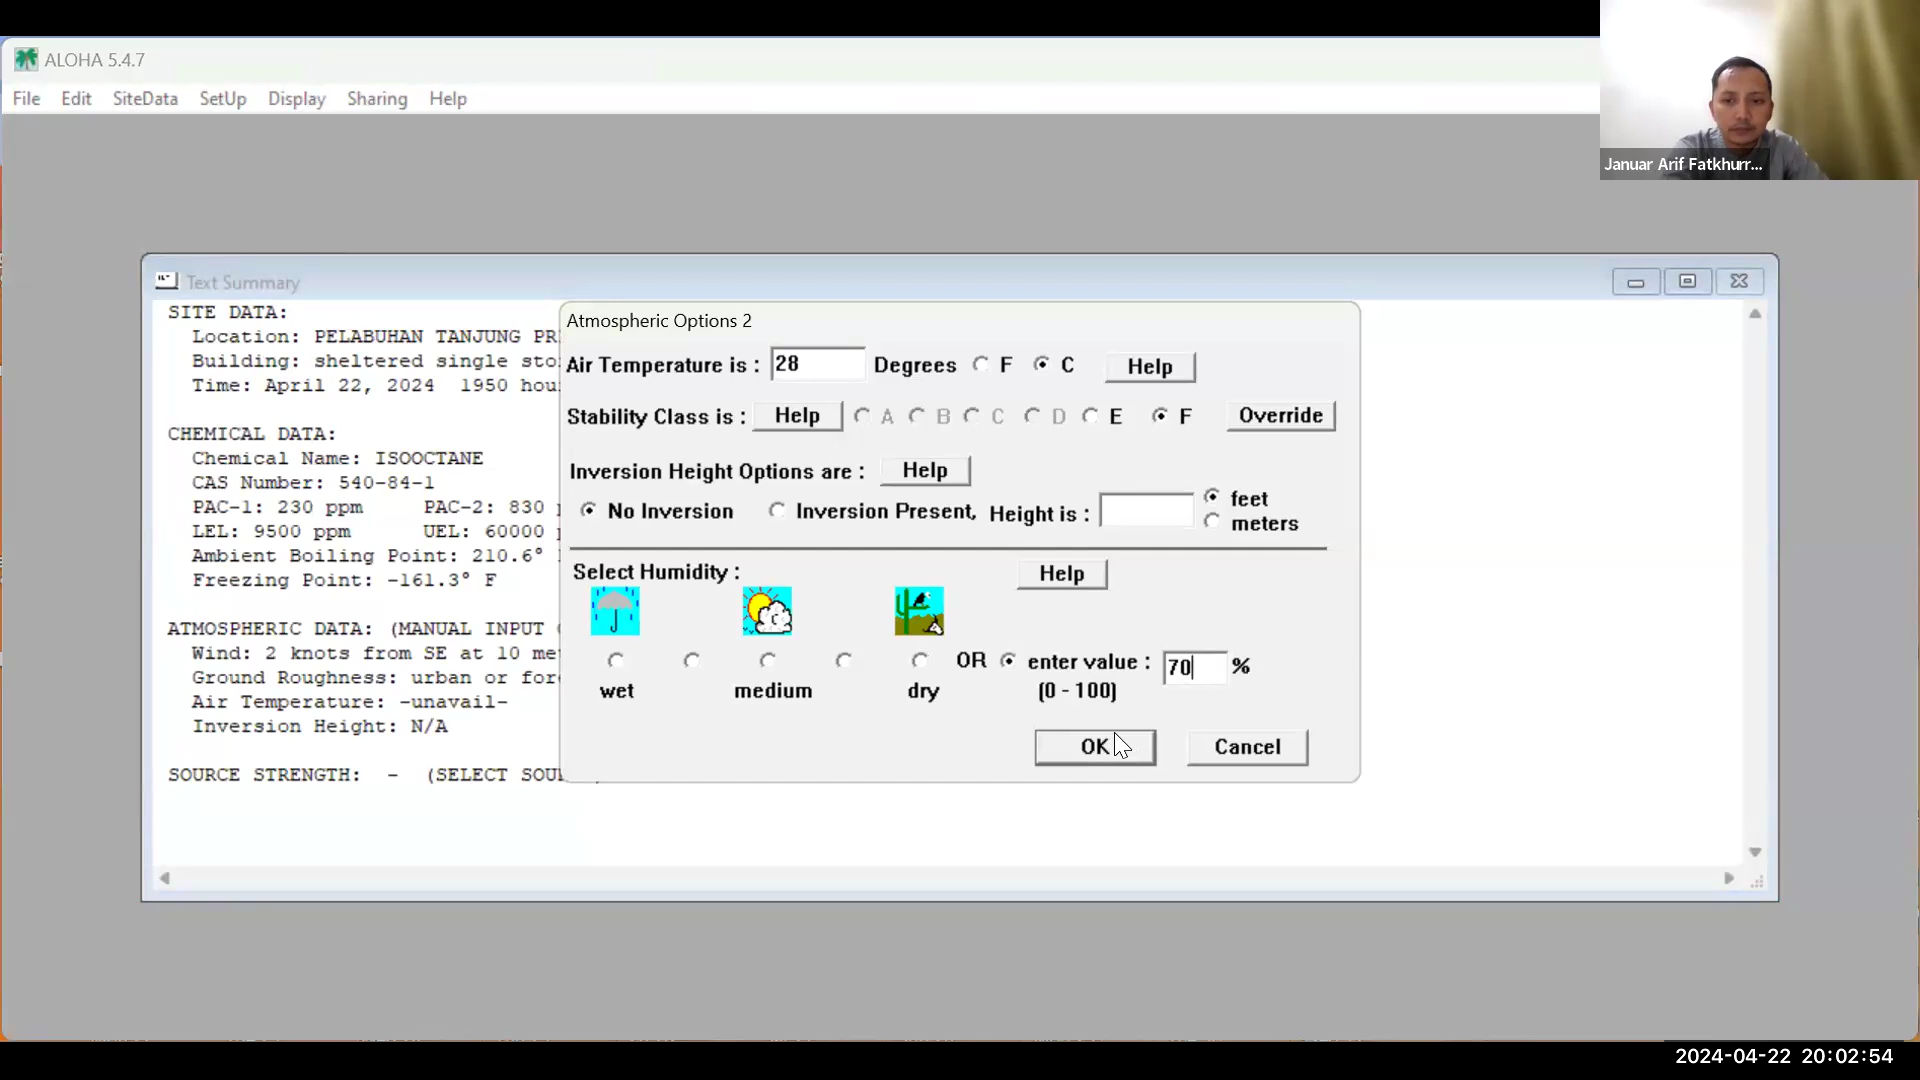 ALOHA 5.4.7
File Edit SiteData SetUp Display Sharing Help
Januar Arif Fatkhurr...
Text Summary
SITE DATA:
Location: PELABUHAN TANJUNG PR
Building: sheltered single sto
Time: April 22, 2024 1950 hou
CHEMICAL DATA:
Chemical Name: ISOOCTANE
CAS Number: 540-84-1
PAC-1: 230 ppm PAC-2: 830
LEL: 9500 ppm UEL: 60000
Ambient Boiling Point: 210.6°
Freezing Point: -161.3° F
ATMOSPHERIC DATA: (MANUAL INPUT
Wind: 2 knots from SE at 10 me
Ground Roughness: urban or for
Air Temperature: -unavail-
Inversion Height: N/A
SOURCE STRENGTH: - (SELECT SOU
Atmospheric Options 2
Air Temperature is : 28 Degrees F C Help
Stability Class is : Help A B C D E F Override
Inversion Height Options are : Help
No Inversion Inversion Present, Height is : feet
meters
Select Humidity : Help
OR enter value : 70 %
wet medium dry (0 - 100)
OK Cancel
2024-04-22 20:02:54